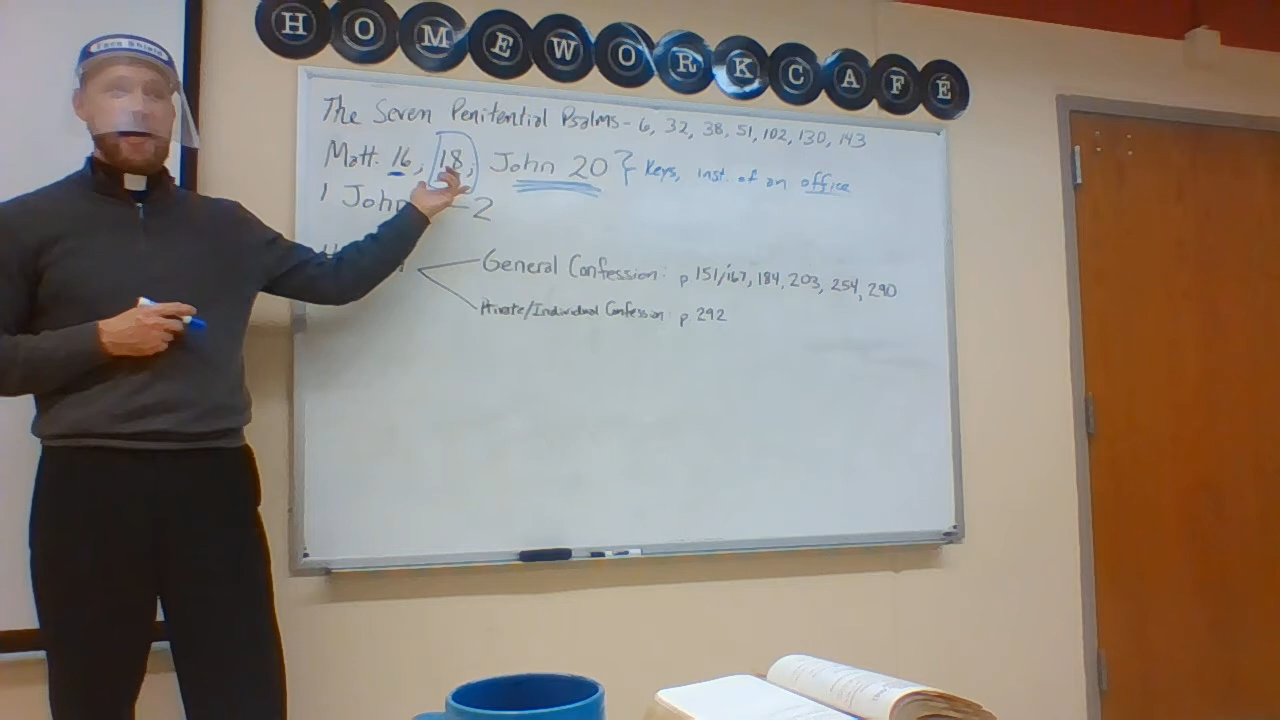 HOMEWORK CAFÉ
Face Shield
The Seven Penitential Psalms - 6, 32, 38, 51, 102, 130, 143
Matt. 16, 18, John 20 } Keys, inst. of an office
1 John - 2
General Confession: p 151/167, 184, 203, 254, 290
Private/Individual Confession: p 292